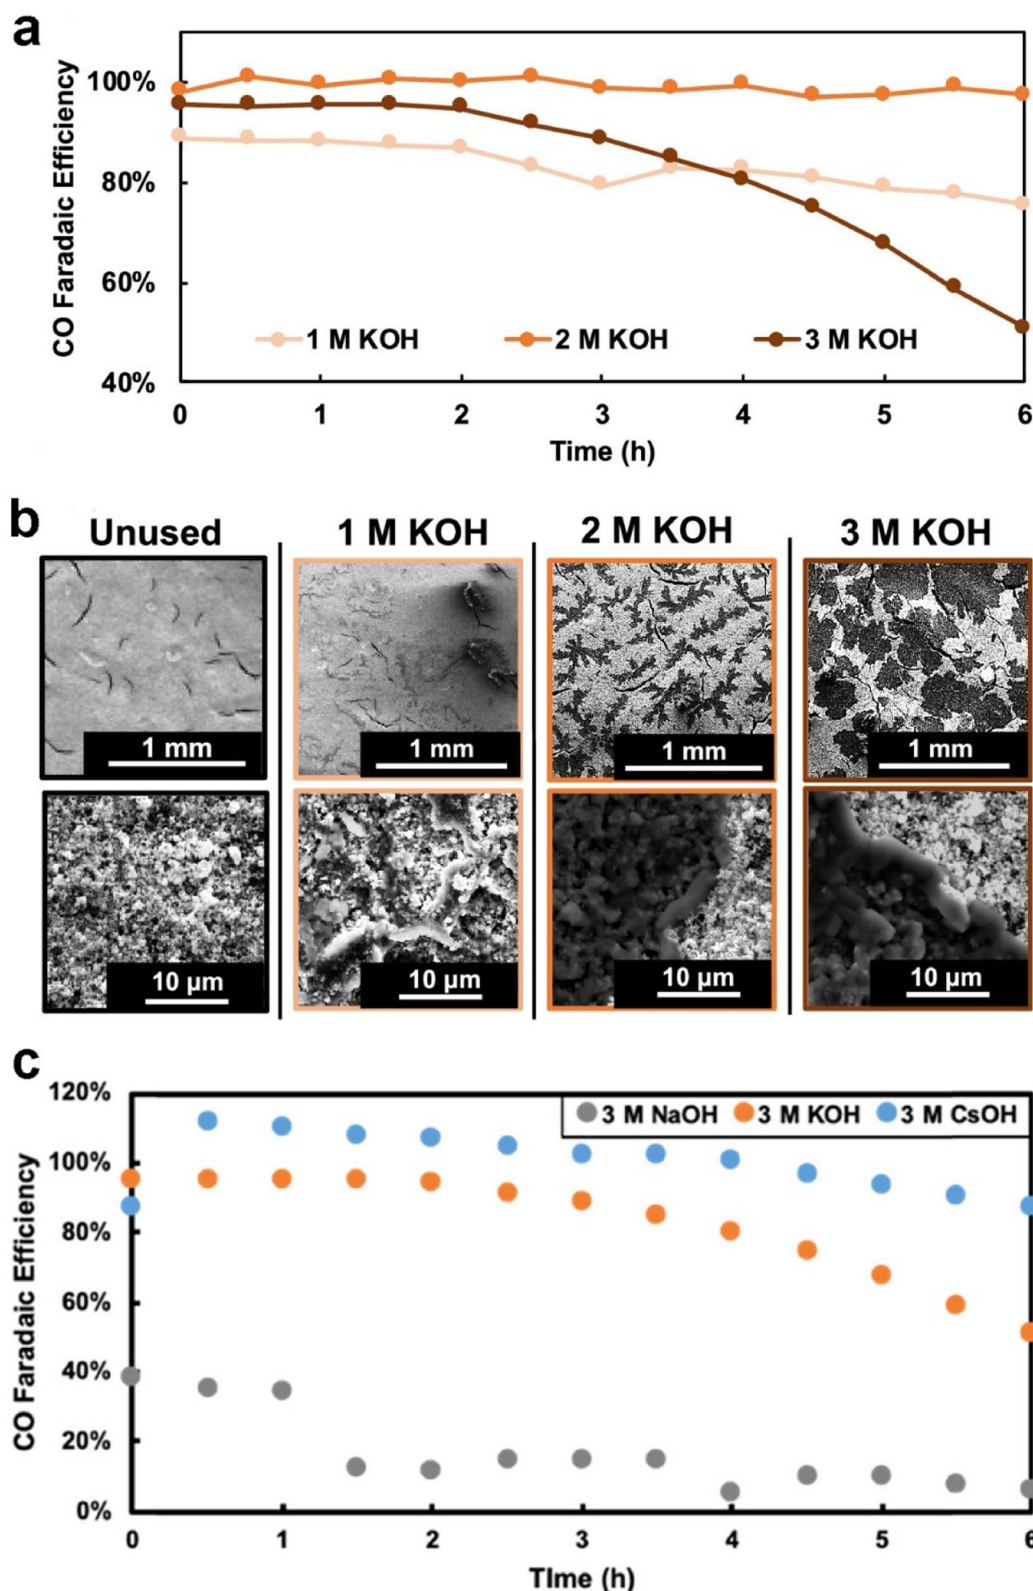 a
CO Faradaic Efficiency
100%
80%
60%
40%
1 M KOH 2 M KOH 3 M KOH
0 1 2 3 4 5 6
Time (h)
b
Unused 1 M KOH 2 M KOH 3 M KOH
1 mm 1 mm 1 mm 1 mm
10 µm 10 µm 10 µm 10 µm
c
CO Faradaic Efficiency
120%
100%
80%
60%
40%
20%
0%
3 M NaOH 3 M KOH 3 M CsOH
0 1 2 3 4 5 6
TIme (h)